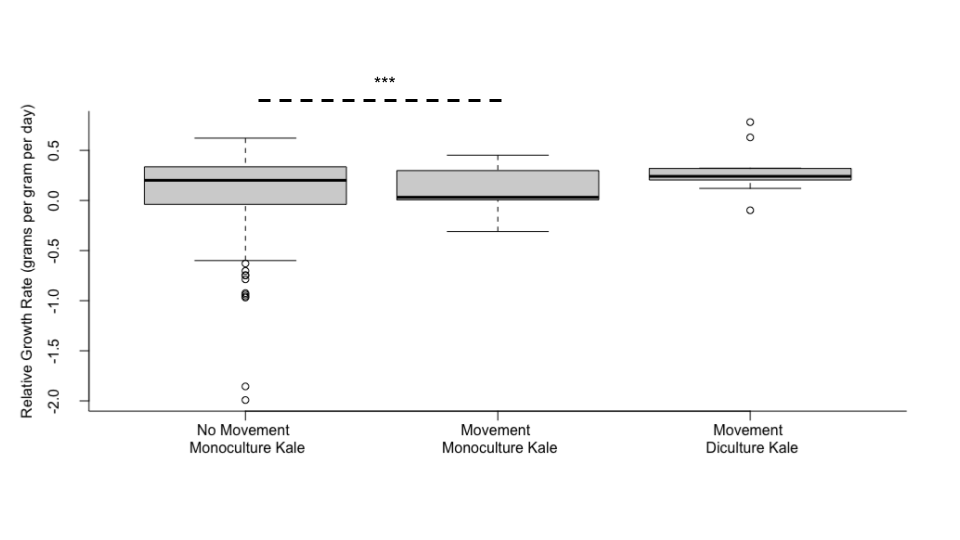 ***
Relative Growth Rate (grams per gram per day)
0.5
0.0
-0.5
-1.0
-1.5
-2.0
No Movement
Monoculture Kale
Movement
Monoculture Kale
Movement
Diculture Kale